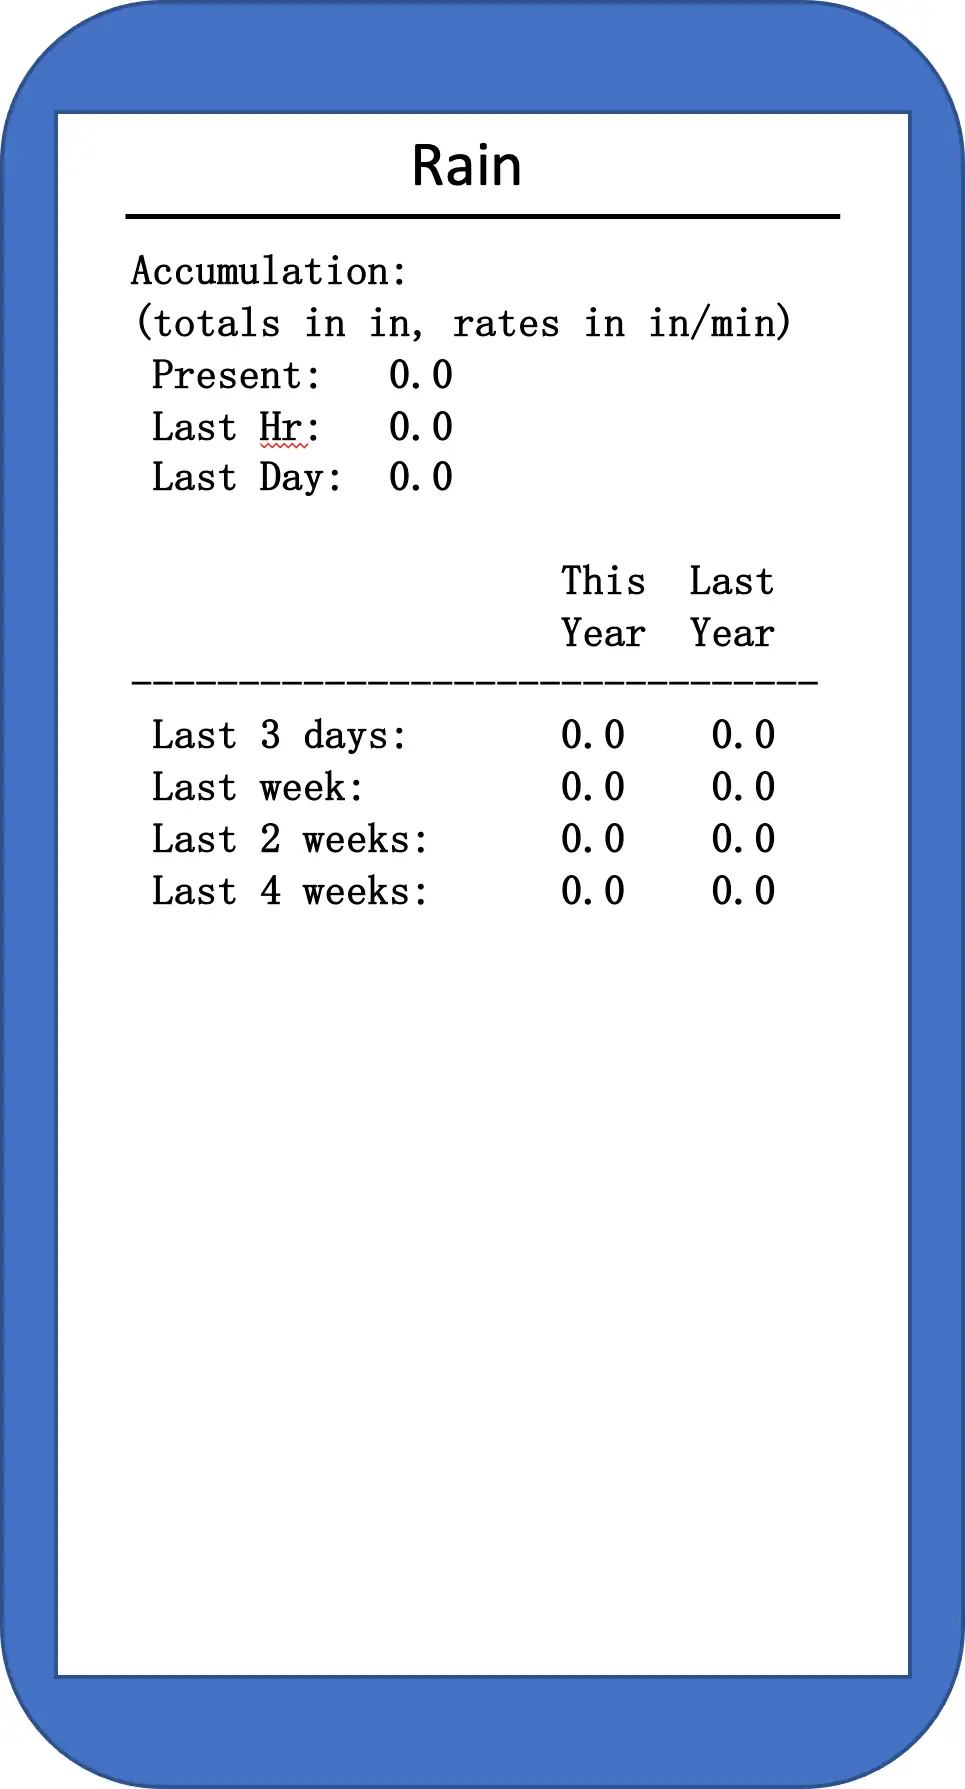 Rain
Accumulation:
(totals in in, rates in in/min)
Present: 0.0
Last Hr: 0.0
Last Day: 0.0
This Last
Year Year
--------------------------------
Last 3 days: 0.0 0.0
Last week: 0.0 0.0
Last 2 weeks: 0.0 0.0
Last 4 weeks: 0.0 0.0